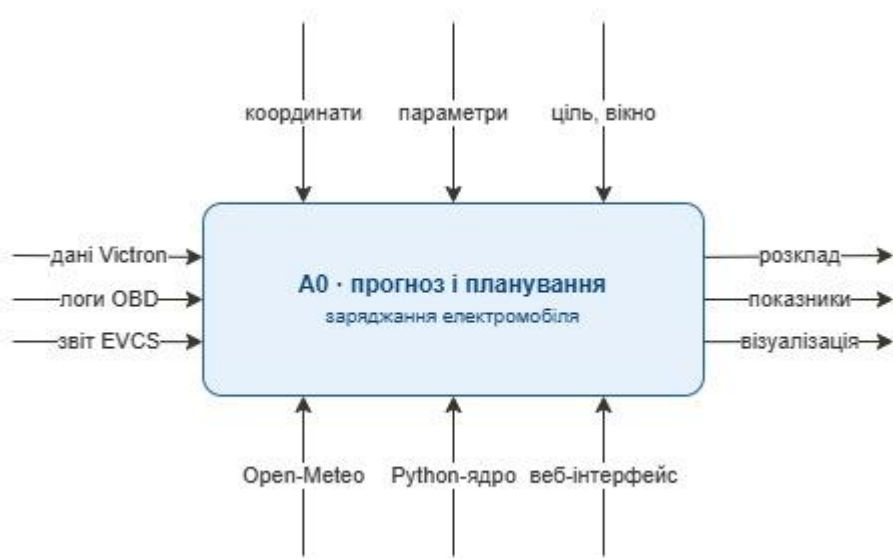 координати
параметри
ціль, вікно
дані Victron
логи OBD
звіт EVCS
А0 · прогноз і планування
заряджання електромобіля
розклад
показники
візуалізація
Open-Meteo
Python-ядро
веб-інтерфейс